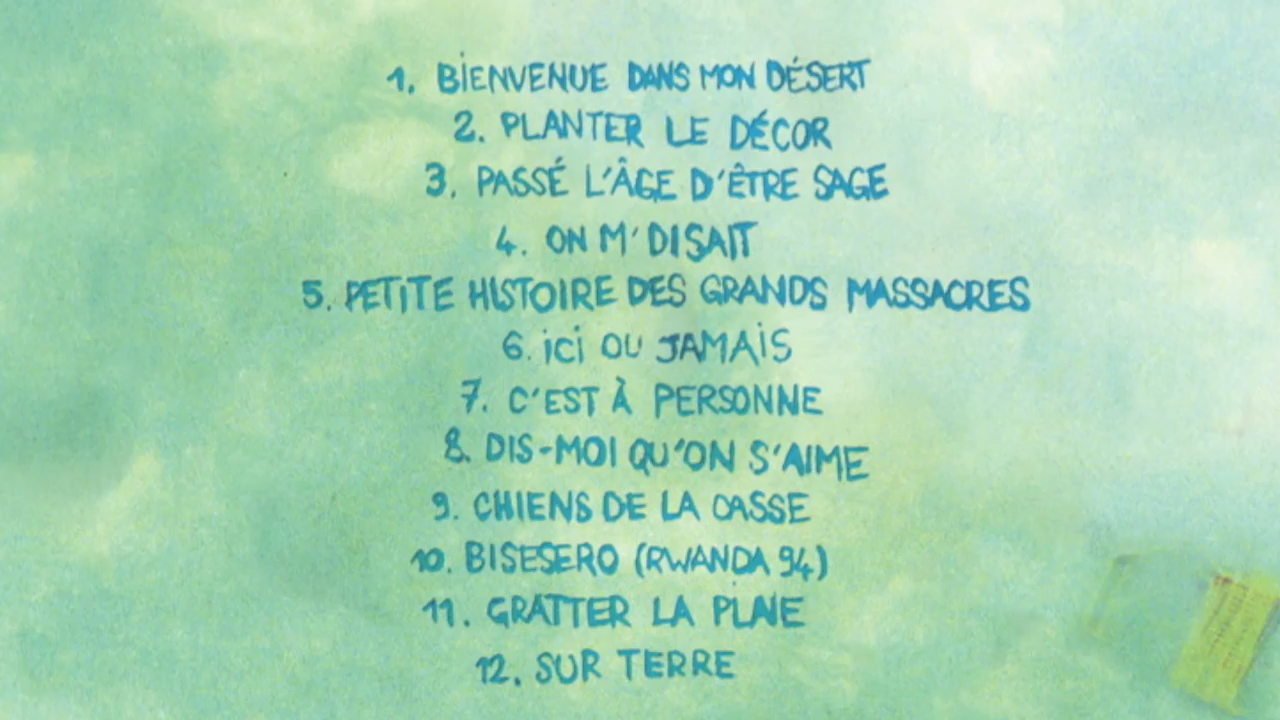 1. BIENVENUE DANS MON DÉSERT
2. PLANTER LE DÉCOR
3. PASSÉ L'ÂGE D'ÊTRE SAGE
4. ON M'DISAIT
5. PETITE HISTOIRE DES GRANDS MASSACRES
6. ici OU JAMAIS
7. C'EST À PERSONNE
8. DIS-MOI QU'ON S'AIME
9. CHIENS DE LA CASSE
10. BISESERO (RWANDA 94)
11. GRATTER LA PLAIE
12. SUR TERRE